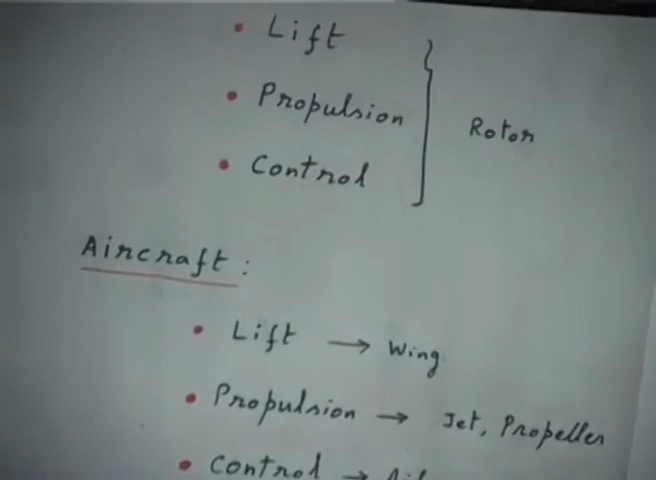 • Lift
• Propulsion
• Control
} Rotor
Aircraft:
• Lift → Wing
• Propulsion → Jet, Propeller
• Control →